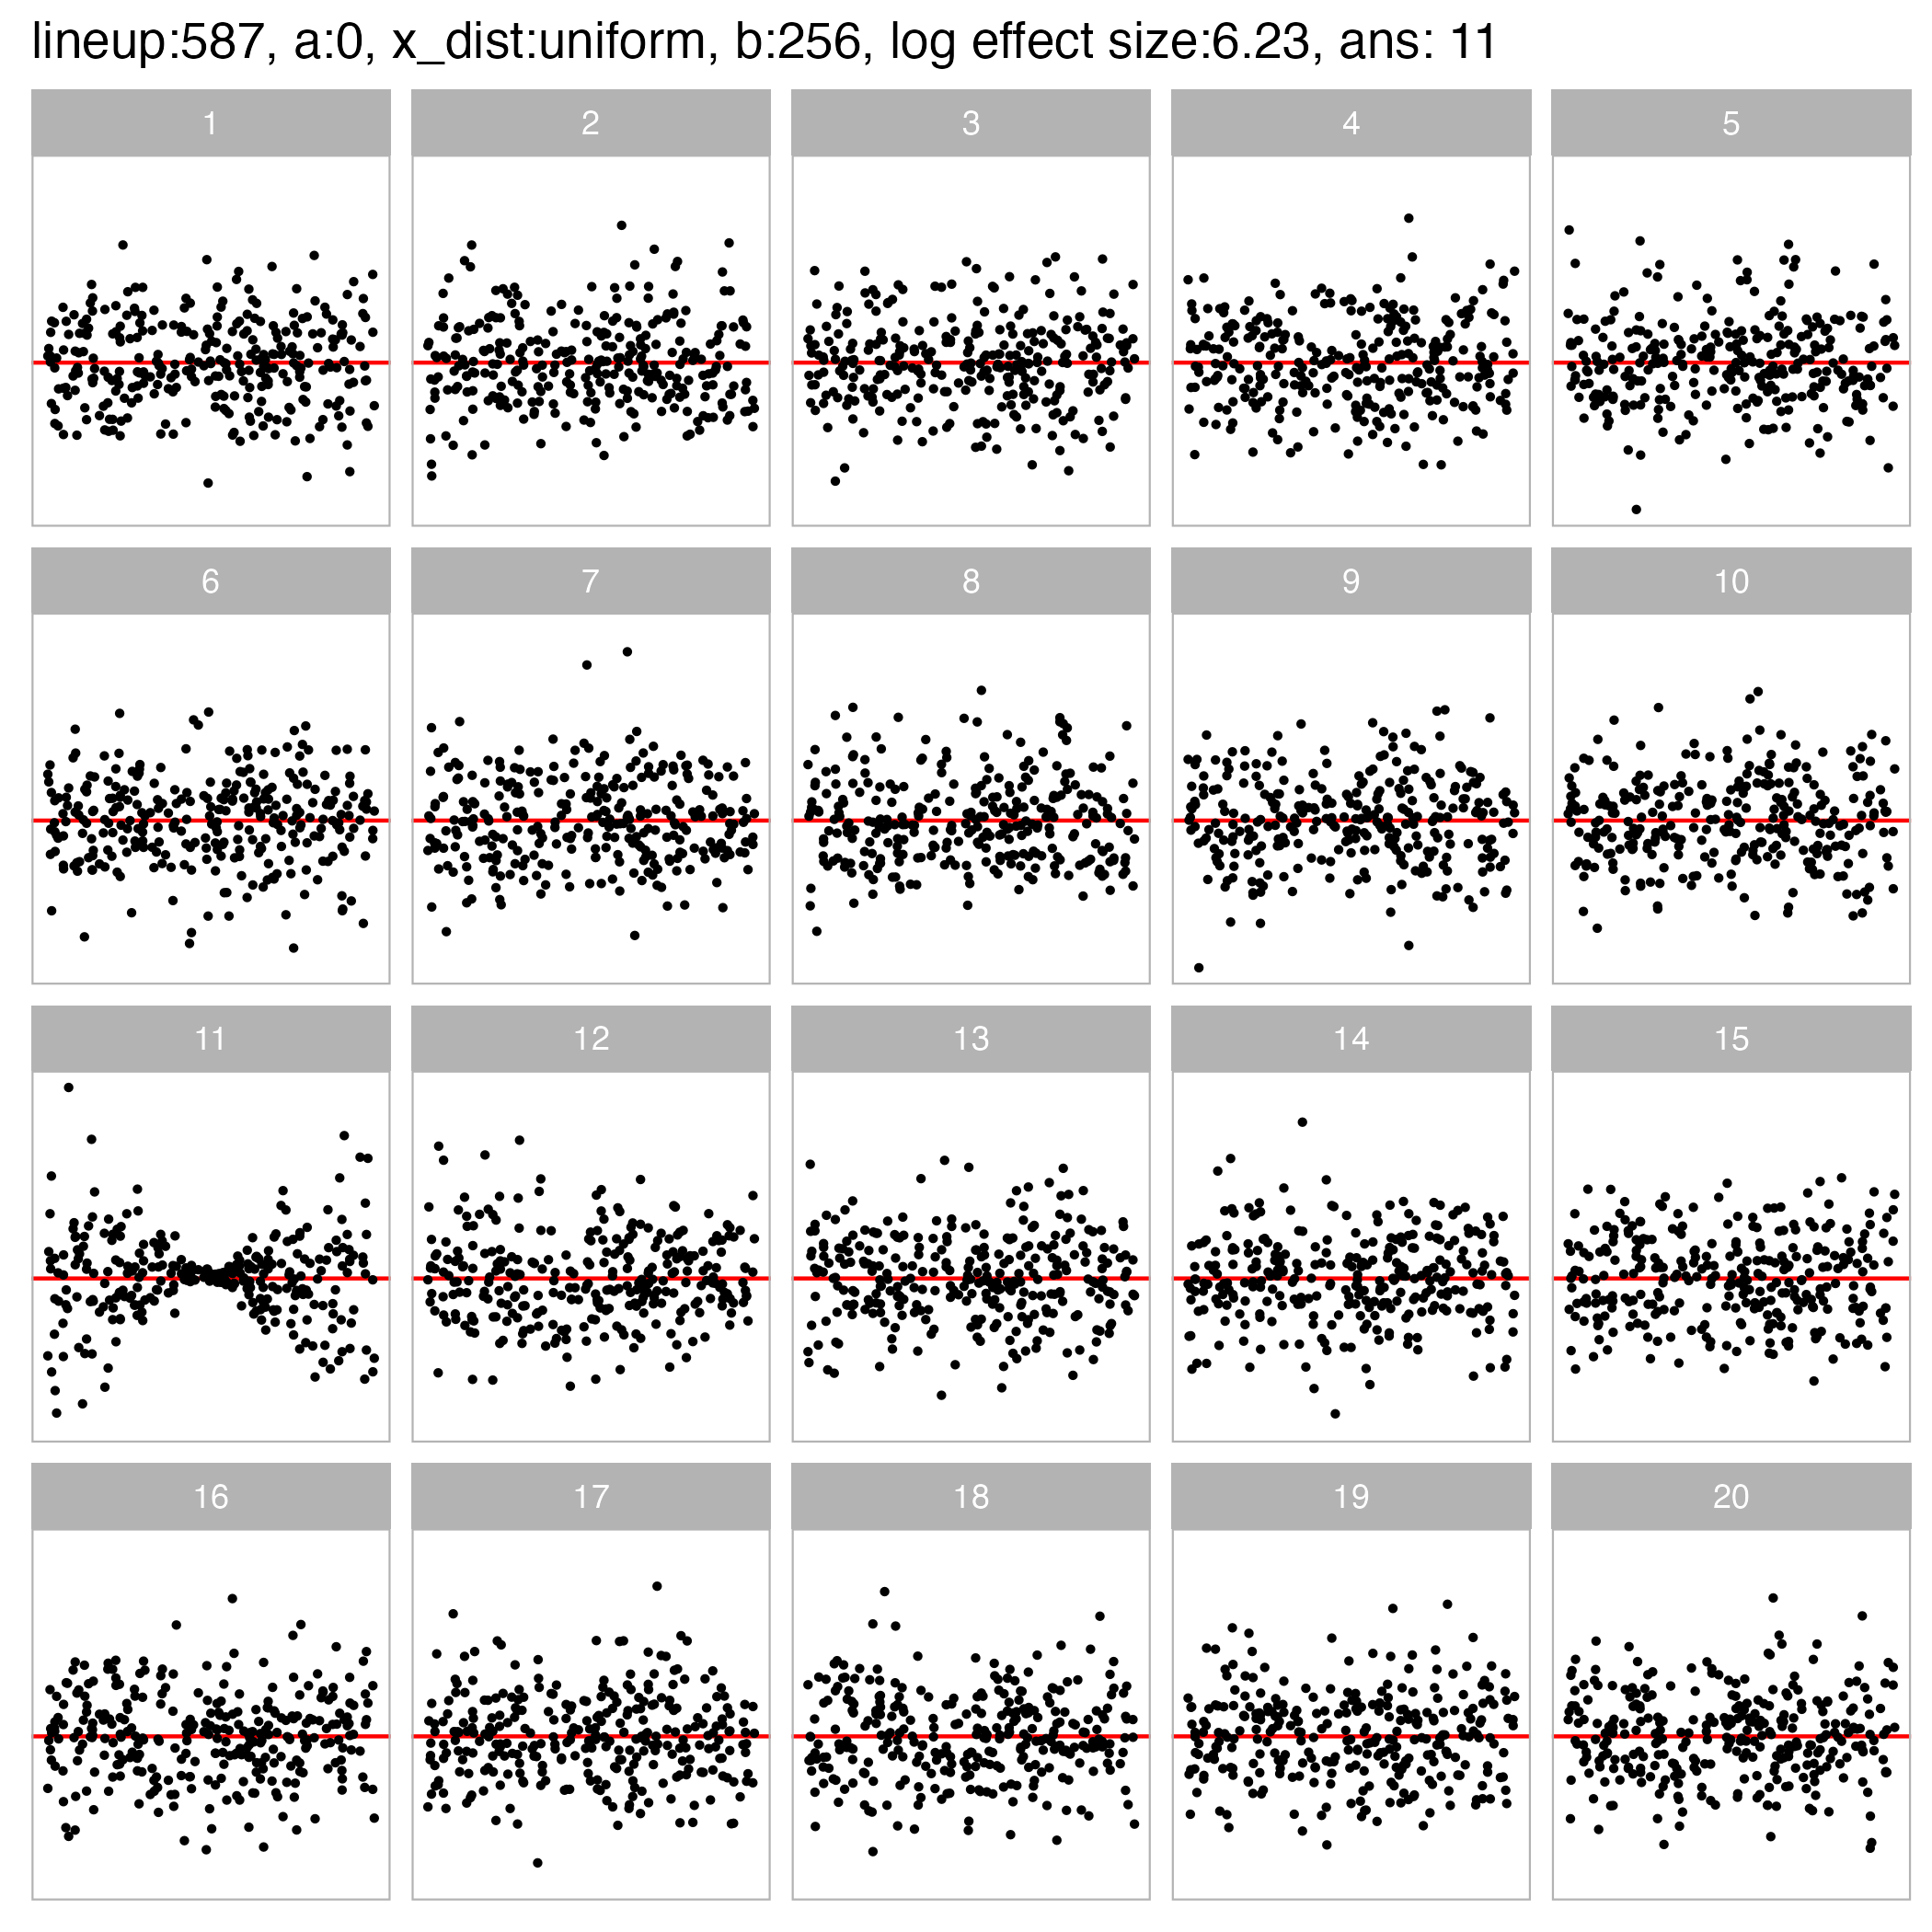 lineup:587, a:0, x_dist:uniform, b:256, log effect size:6.23, ans: 11
1 2 3 4 5
6 7 8 9 10
11 12 13 14 15
16 17 18 19 20